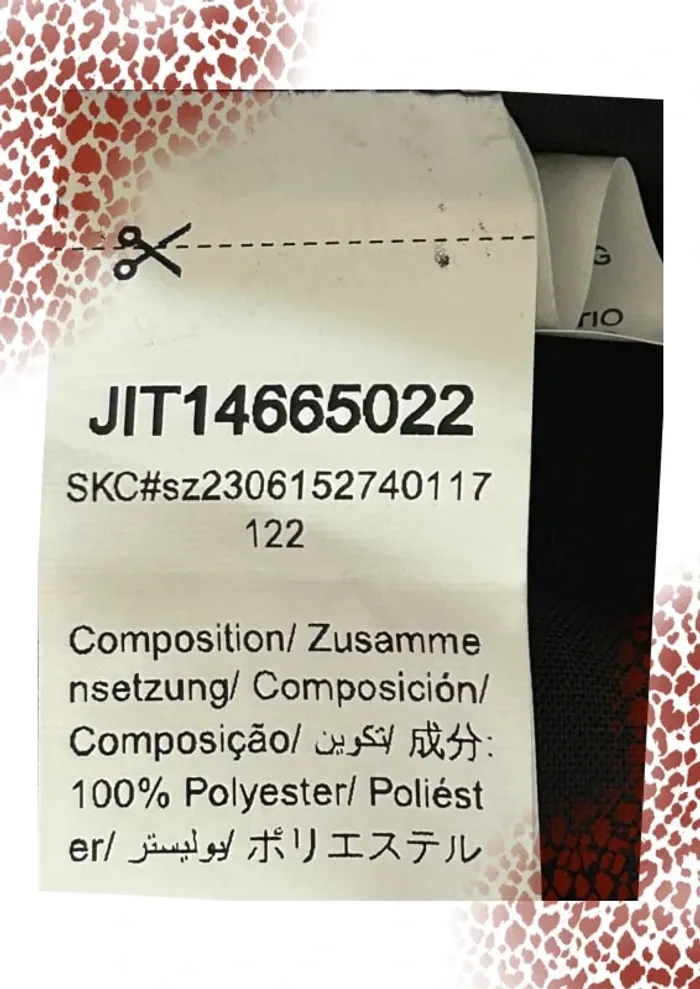 JIT14665022
SKC#sz2306152740117
122
Composition/ Zusamme
nsetzung/ Composición/
Composição/ تكوين/ 成分:
100% Polyester/ Poliést
er/ بوليستر/ ポリエステル
G
TIO